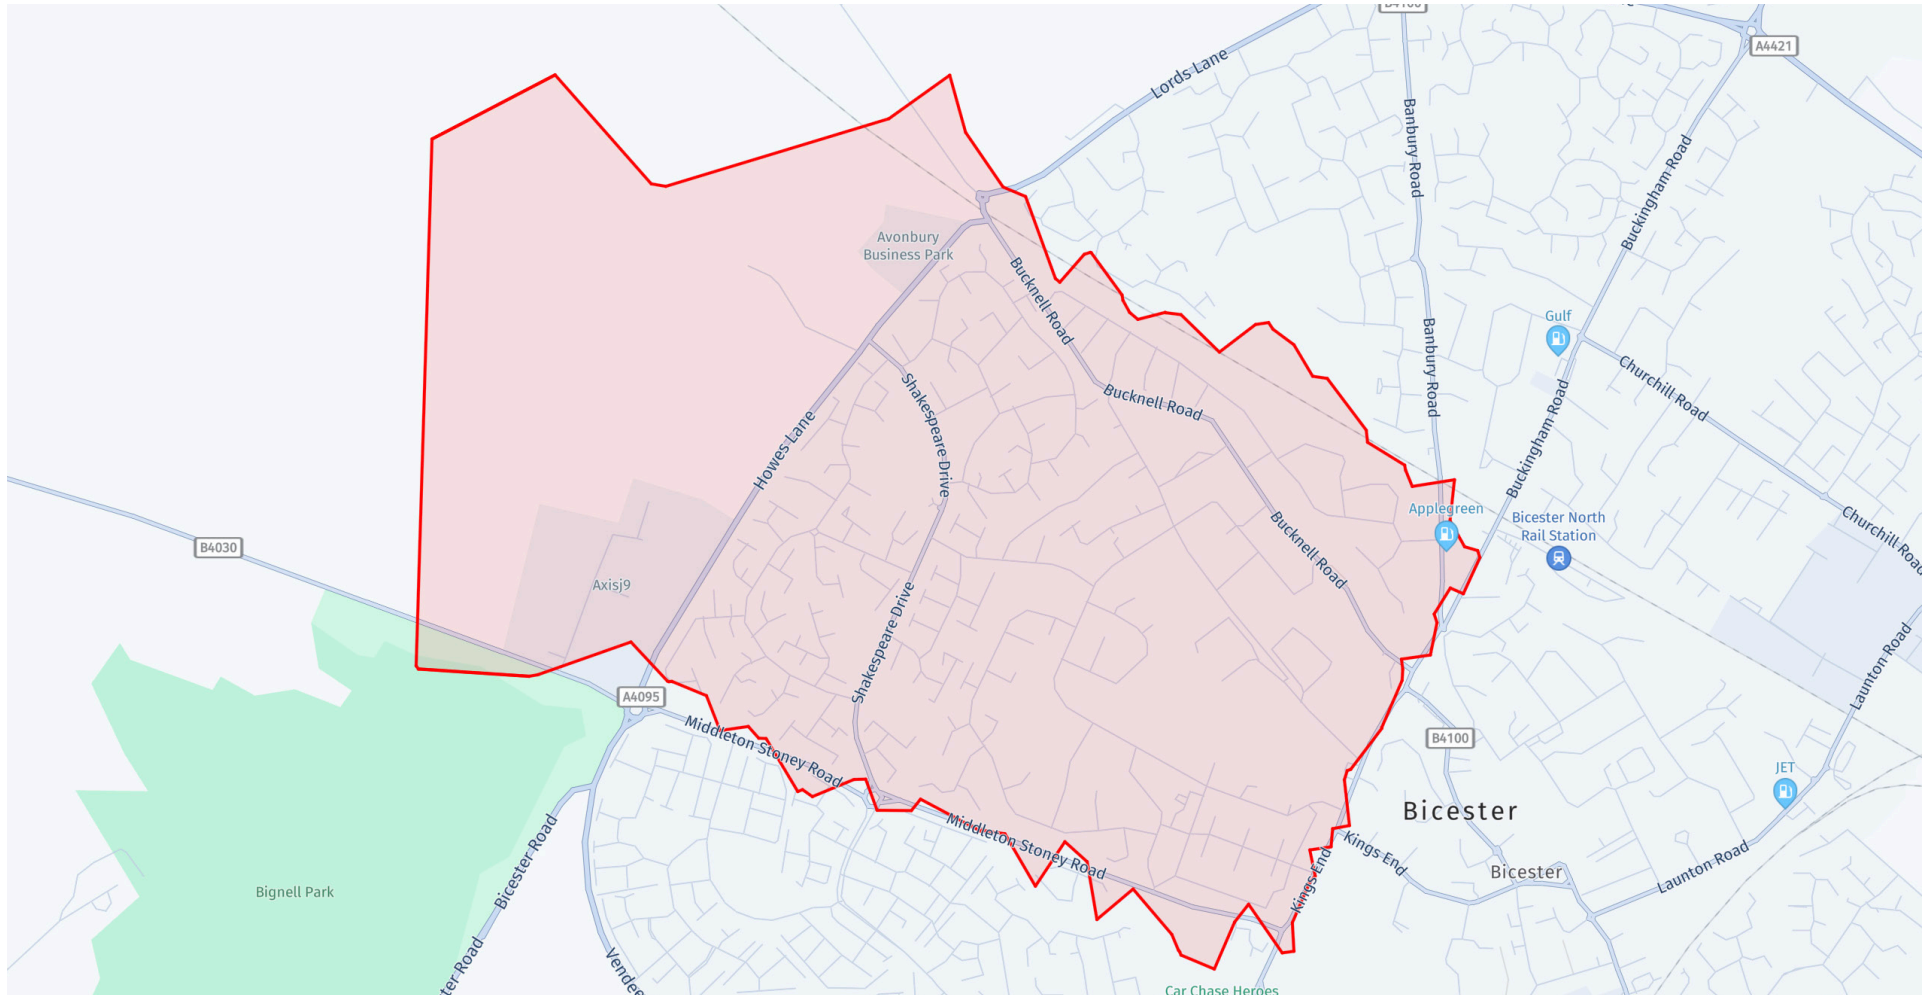 B4100
A4421
Lords Lane
Banbury Road
Buckingham Road
Avonbury
Business Park
Bucknell Road
Gulf
Banbury Road
Churchill Road
Shakespeare Drive
Bucknell Road
Buckingham Road
Howes Lane
Applegreen
Bicester North
Rail Station
Churchill Road
Bucknell Road
B4030
Axisj9
Shakespeare Drive
Launton Road
A4095
Middleton Stoney Road
B4100
JET
Bicester
Middleton Stoney Road
Kings End
Kings End
Bicester
Launton Road
Bicester Road
Bignell Park
ter Road
Vendee
Car Chase Heroes